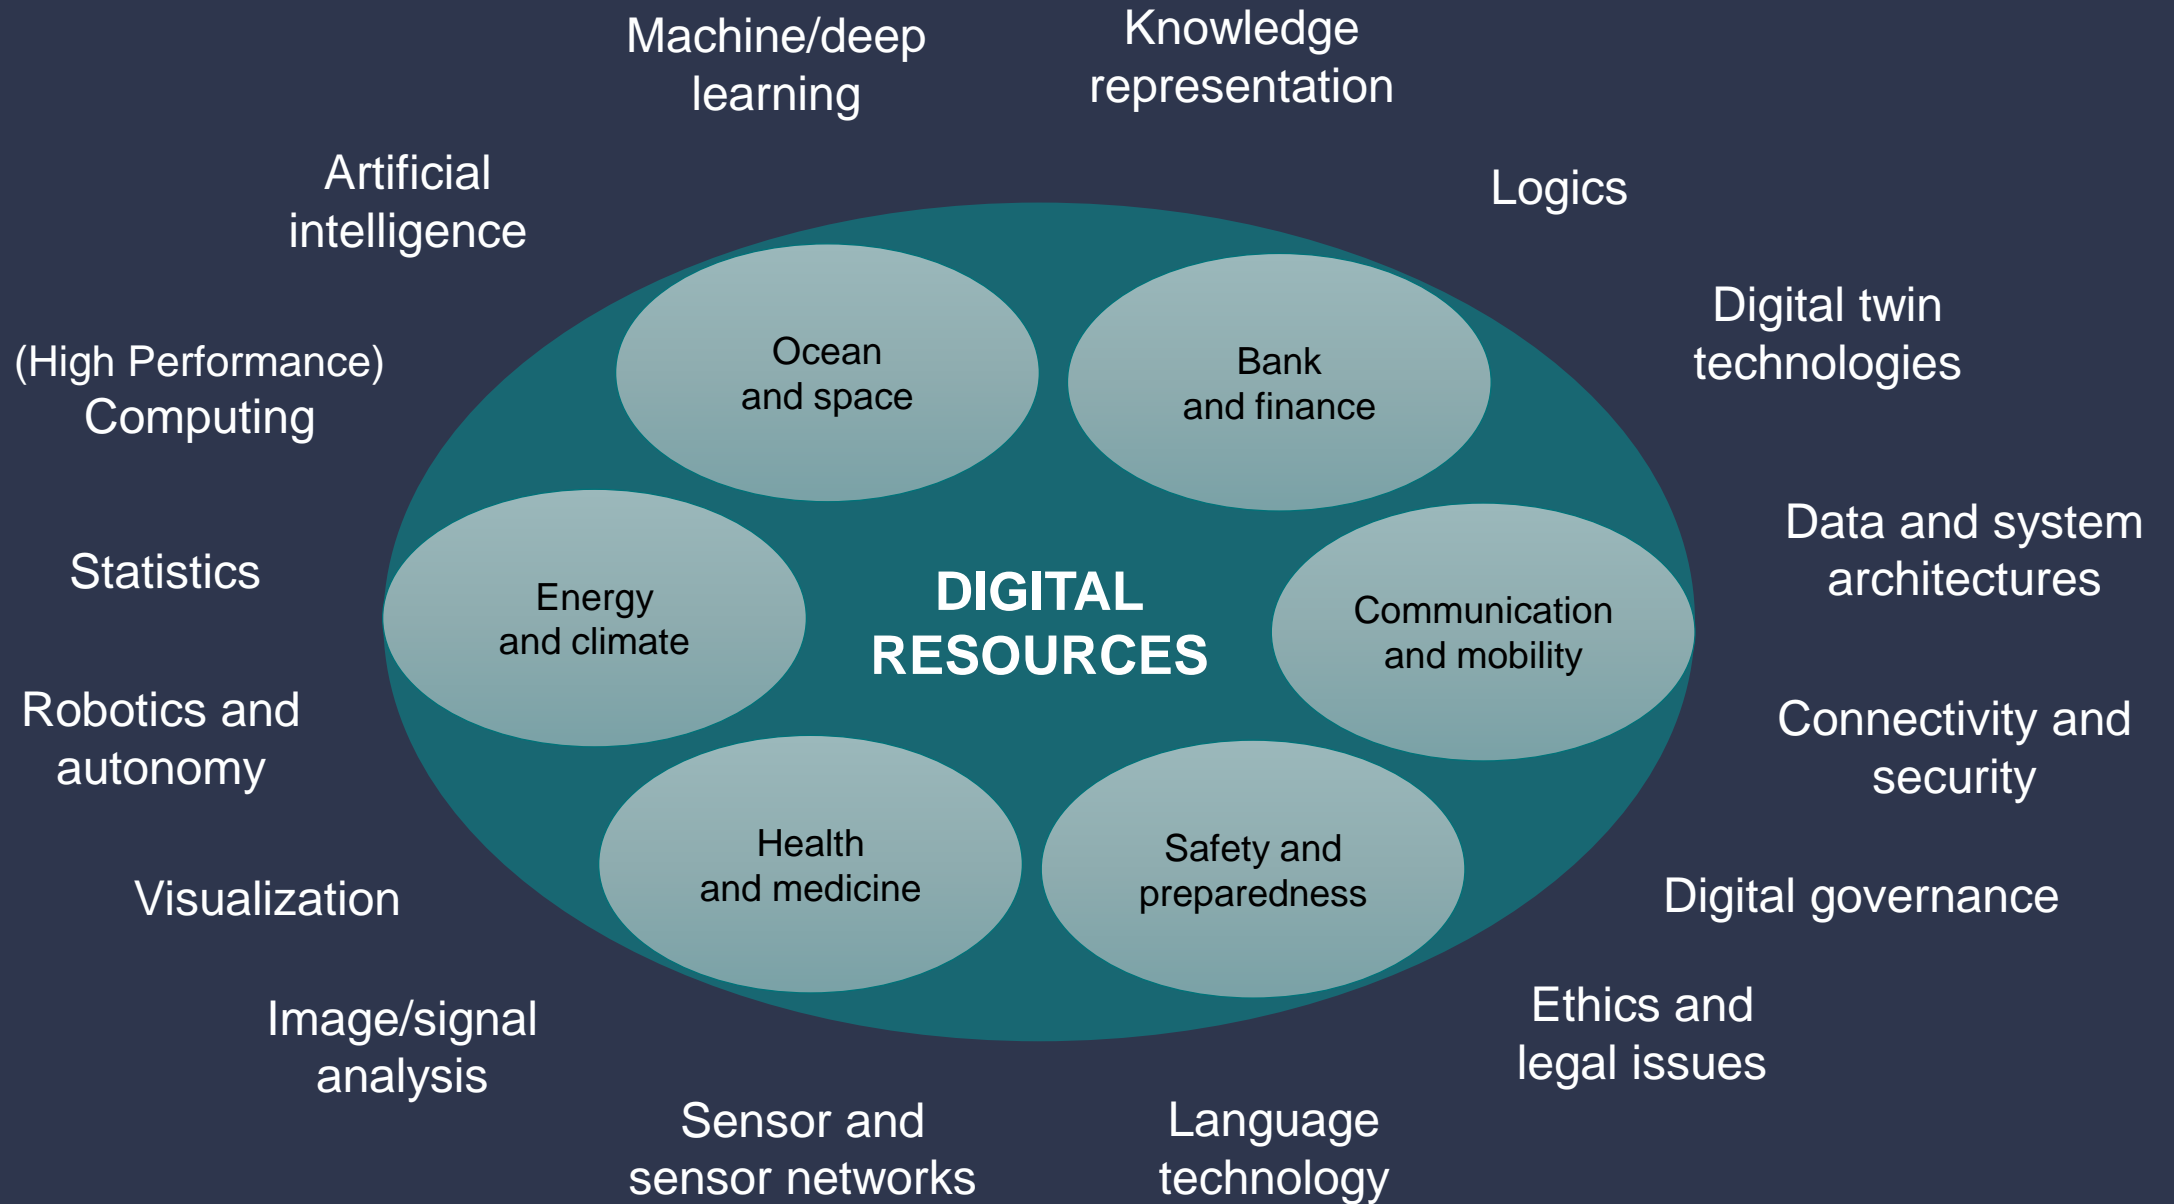 Machine/deep
learning
Knowledge
representation
Artificial
intelligence
Logics
Digital twin
technologies
(High Performance)
Computing
Ocean
and space
Bank
and finance
Data and system
architectures
Statistics
Energy
and climate
DIGITAL
RESOURCES
Communication
and mobility
Robotics and
autonomy
Connectivity and
security
Health
and medicine
Safety and
preparedness
Visualization
Digital governance
Image/signal
analysis
Ethics and
legal issues
Sensor and
sensor networks
Language
technology